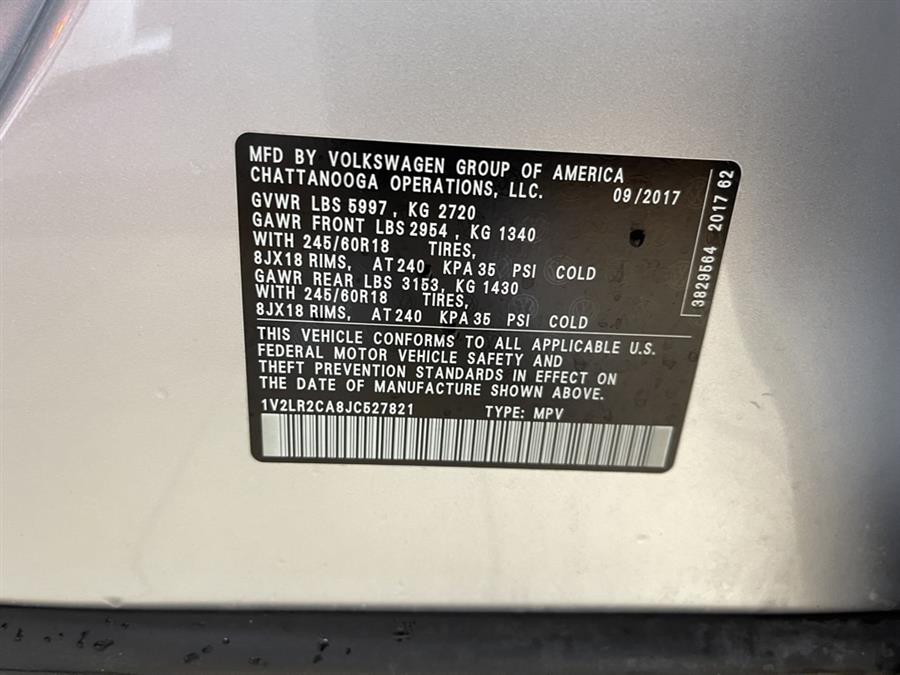 MFD BY VOLKSWAGEN GROUP OF AMERICA
CHATTANOOGA OPERATIONS, LLC. 09/2017
GVWR LBS 5997, KG 2720
GAWR FRONT LBS 2954, KG 1340
WITH 245/60R18 TIRES,
8JX18 RIMS, AT 240 KPA 35 PSI COLD
GAWR REAR LBS 3153, KG 1430
WITH 245/60R18 TIRES,
8JX18 RIMS, AT 240 KPA 35 PSI COLD
THIS VEHICLE CONFORMS TO ALL APPLICABLE U.S.
FEDERAL MOTOR VEHICLE SAFETY AND
THEFT PREVENTION STANDARDS IN EFFECT ON
THE DATE OF MANUFACTURE SHOWN ABOVE.
1V2LR2CA8JC527821 TYPE: MPV
3829564 2017 62